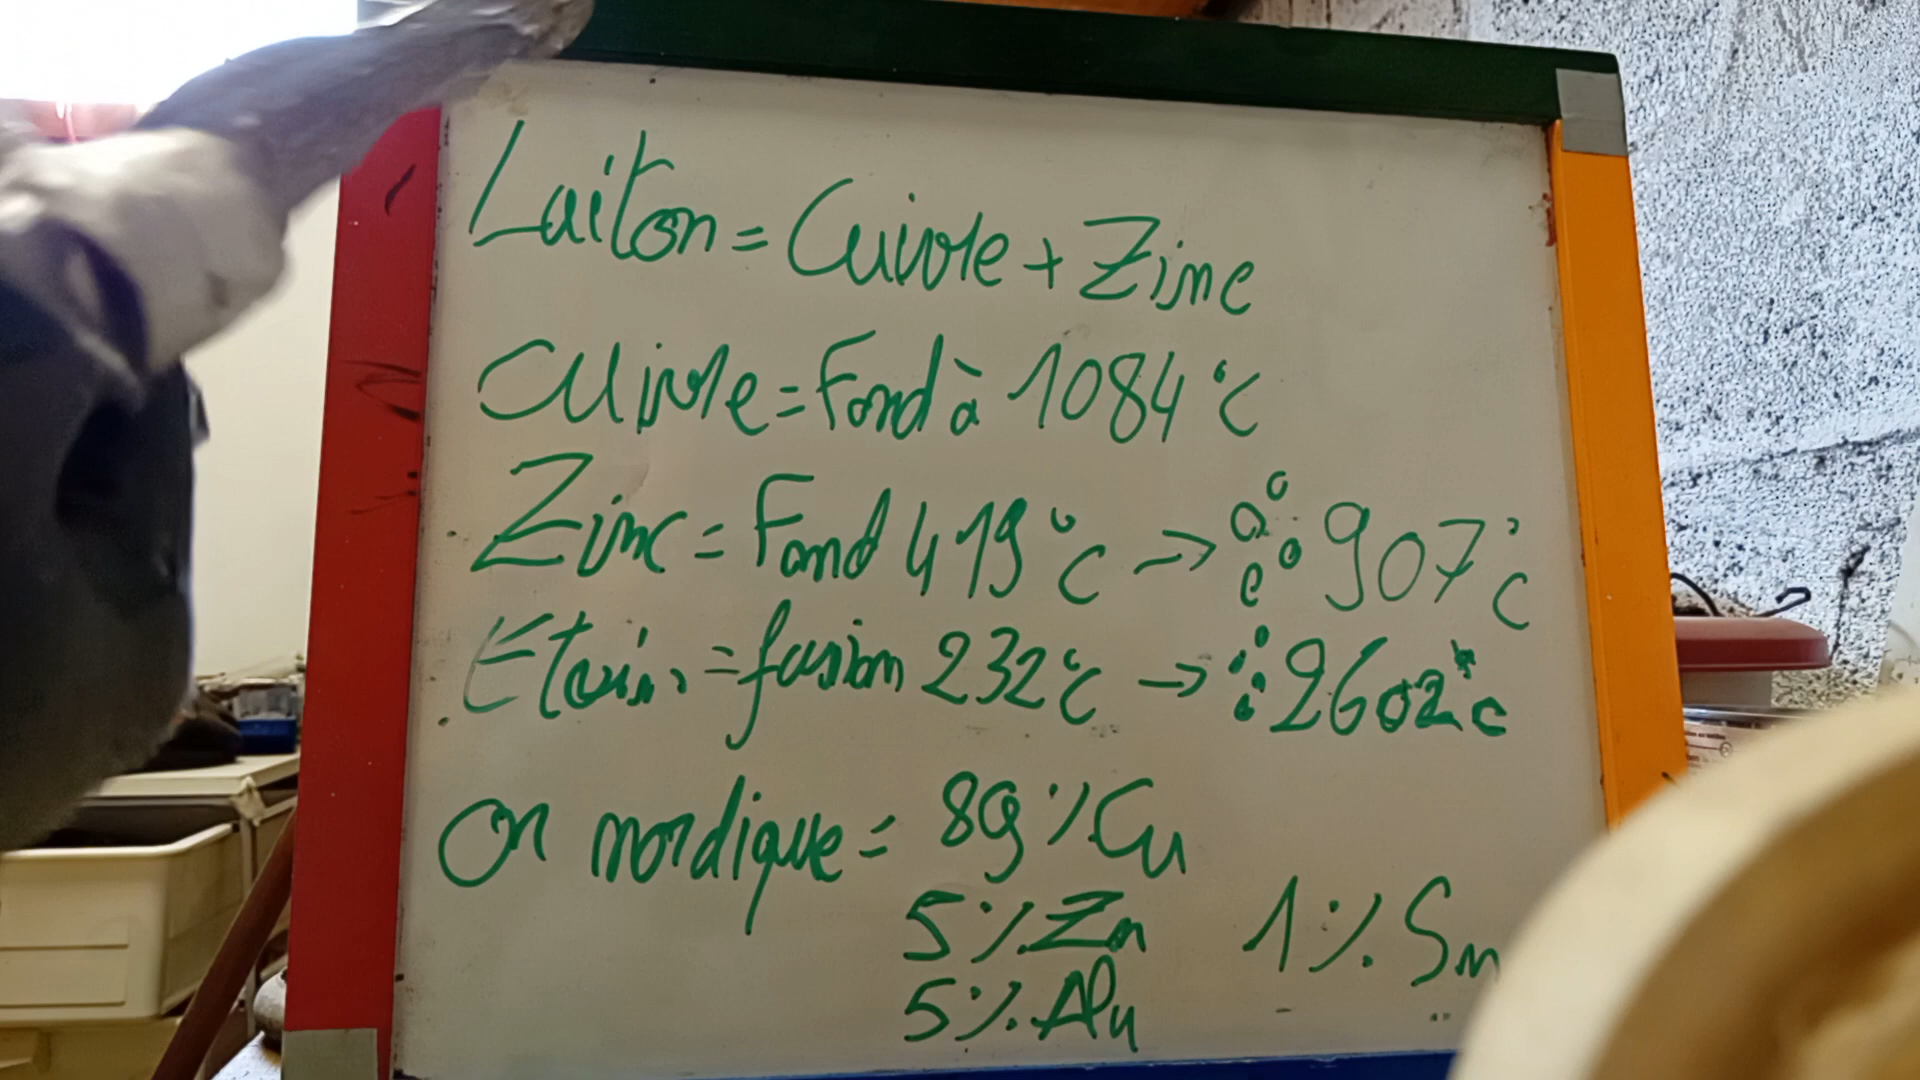 Laiton = Cuivre + Zinc
Cuivre = Fond à 1084°C
Zinc = Fond 419°C → 907°C
Etain = fusion 232°C → 2602°C
or nordique = 89% Cu
5% Zn 1% Sn
5% Alu